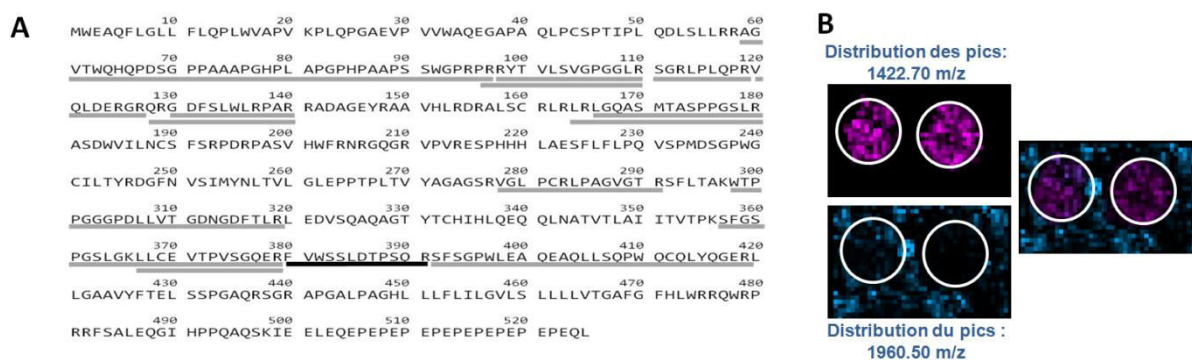 A
10 20 30 40 50 60
MWEAQFLGLL FLQPLWVAPV KPLQPGAEVP VVWAQEGAPA QLPCSPTIPL QDLSLLRRAG
70 80 90 100 110 120
VTWQHQPDSG PPAAAPGHPL APGPHPAAPS SWGPRPRRYT VLSVGPGGLR SGRLPLQPRV
130 140 150 160 170 180
QLDERGRQRG DFSLWLRPAR RADAGEYRAA VHLRDRALSC RLRLRLGQAS MTASPPGSLR
190 200 210 220 230 240
ASDWVILNCS FSRPDRPASV HWFRNRGQGR VPVRESPHHH LAESFLFLPQ VSPMDSGPWG
250 260 270 280 290 300
CILTYRDGFN VSIMYNLTVL GLEPPTPLTV YAGAGSRVGL PCRLPAGVGT RSFLTAKWTP
310 320 330 340 350 360
PGGGPDLLVT GDNGDFTLRL EDVSQAQAGT YTCHIHLQEQ QLNATVTLAI ITVTPKSFGS
370 380 390 400 410 420
PGSLGKLLCE VTPVSGQERF VWSSLDTPSQ RSFSGPWLEA QEAQLLSQPW QCQLYQGERL
430 440 450 460 470 480
LGAAVYFTEL SSPGAQRSGR APGALPAGHL LLFLILGVLS LLLLVTGAFG FHLWRRQWRP
490 500 510 520
RRFSALEQGI HPPQAQSKIE ELEQEPEPEP EPEPEPEPEP EPEQL
B
Distribution des pics:
1422.70 m/z
Distribution du pics :
1960.50 m/z